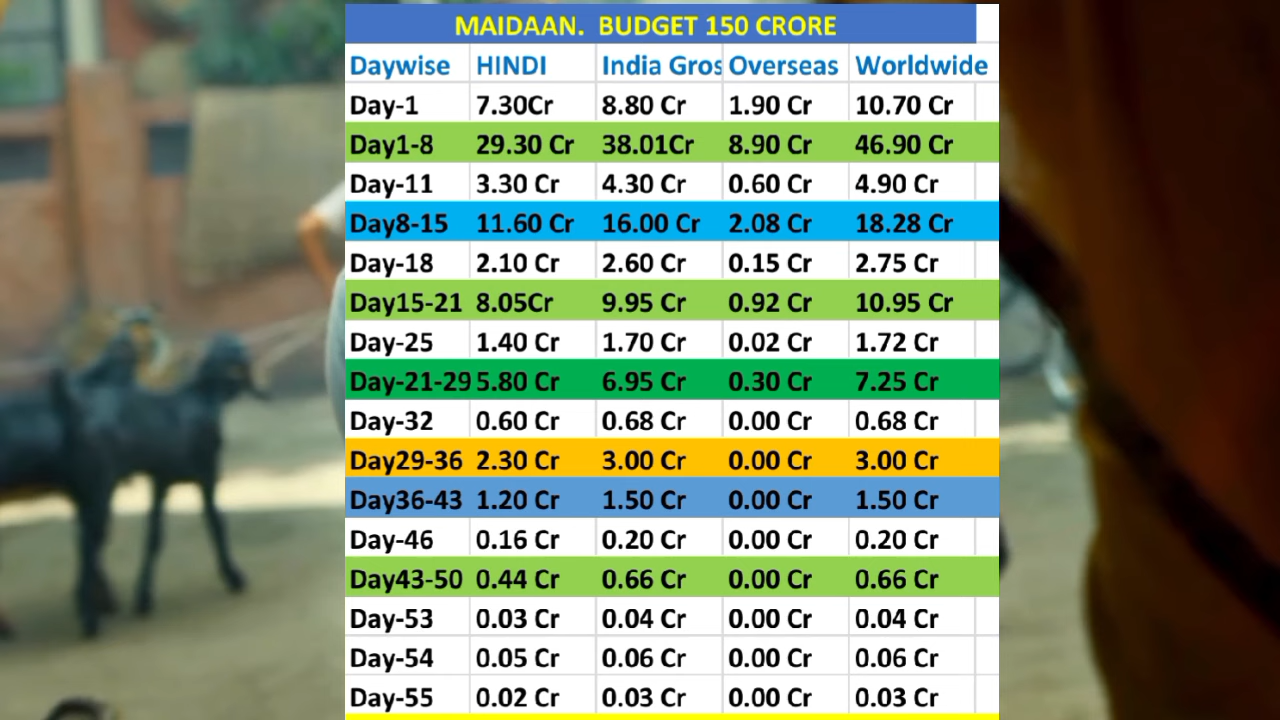 MAIDAAN. BUDGET 150 CRORE
Daywise HINDI India Gros Overseas Worldwide
Day-1 7.30Cr 8.80 Cr 1.90 Cr 10.70 Cr
Day1-8 29.30 Cr 38.01Cr 8.90 Cr 46.90 Cr
Day-11 3.30 Cr 4.30 Cr 0.60 Cr 4.90 Cr
Day8-15 11.60 Cr 16.00 Cr 2.08 Cr 18.28 Cr
Day-18 2.10 Cr 2.60 Cr 0.15 Cr 2.75 Cr
Day15-21 8.05Cr 9.95 Cr 0.92 Cr 10.95 Cr
Day-25 1.40 Cr 1.70 Cr 0.02 Cr 1.72 Cr
Day-21-29 5.80 Cr 6.95 Cr 0.30 Cr 7.25 Cr
Day-32 0.60 Cr 0.68 Cr 0.00 Cr 0.68 Cr
Day29-36 2.30 Cr 3.00 Cr 0.00 Cr 3.00 Cr
Day36-43 1.20 Cr 1.50 Cr 0.00 Cr 1.50 Cr
Day-46 0.16 Cr 0.20 Cr 0.00 Cr 0.20 Cr
Day43-50 0.44 Cr 0.66 Cr 0.00 Cr 0.66 Cr
Day-53 0.03 Cr 0.04 Cr 0.00 Cr 0.04 Cr
Day-54 0.05 Cr 0.06 Cr 0.00 Cr 0.06 Cr
Day-55 0.02 Cr 0.03 Cr 0.00 Cr 0.03 Cr